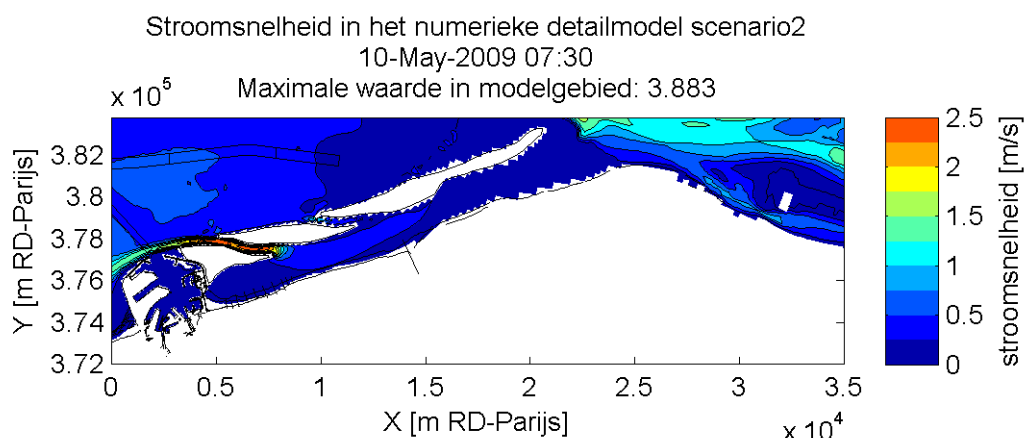 Stroomsnelheid in het numerieke detailmodel scenario2
10-May-2009 07:30
Maximale waarde in modelgebied: 3.883
x 10^5
3.82
3.8
3.78
3.76
3.74
3.72
Y [m RD-Parijs]
0 0.5 1 1.5 2 2.5 3 3.5
X [m RD-Parijs]
x 10^4
2.5
2
1.5
1
0.5
0
stroomsnelheid [m/s]